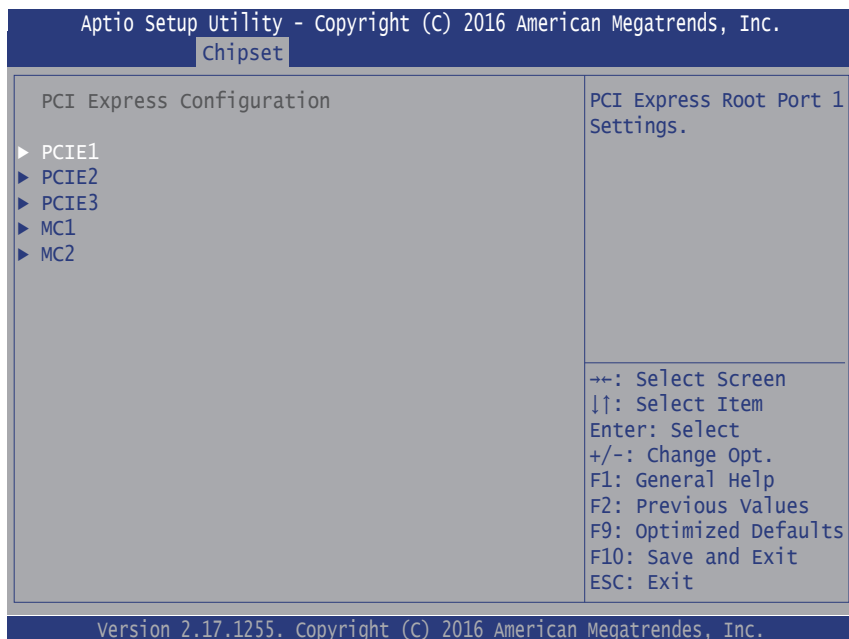 Aptio Setup Utility - Copyright (C) 2016 American Megatrends, Inc.
Chipset
PCI Express Configuration
▶ PCIE1
▶ PCIE2
▶ PCIE3
▶ MC1
▶ MC2
PCI Express Root Port 1
Settings.
→←: Select Screen
↓↑: Select Item
Enter: Select
+/-: Change Opt.
F1: General Help
F2: Previous Values
F9: Optimized Defaults
F10: Save and Exit
ESC: Exit
Version 2.17.1255. Copyright (C) 2016 American Megatrendes, Inc.